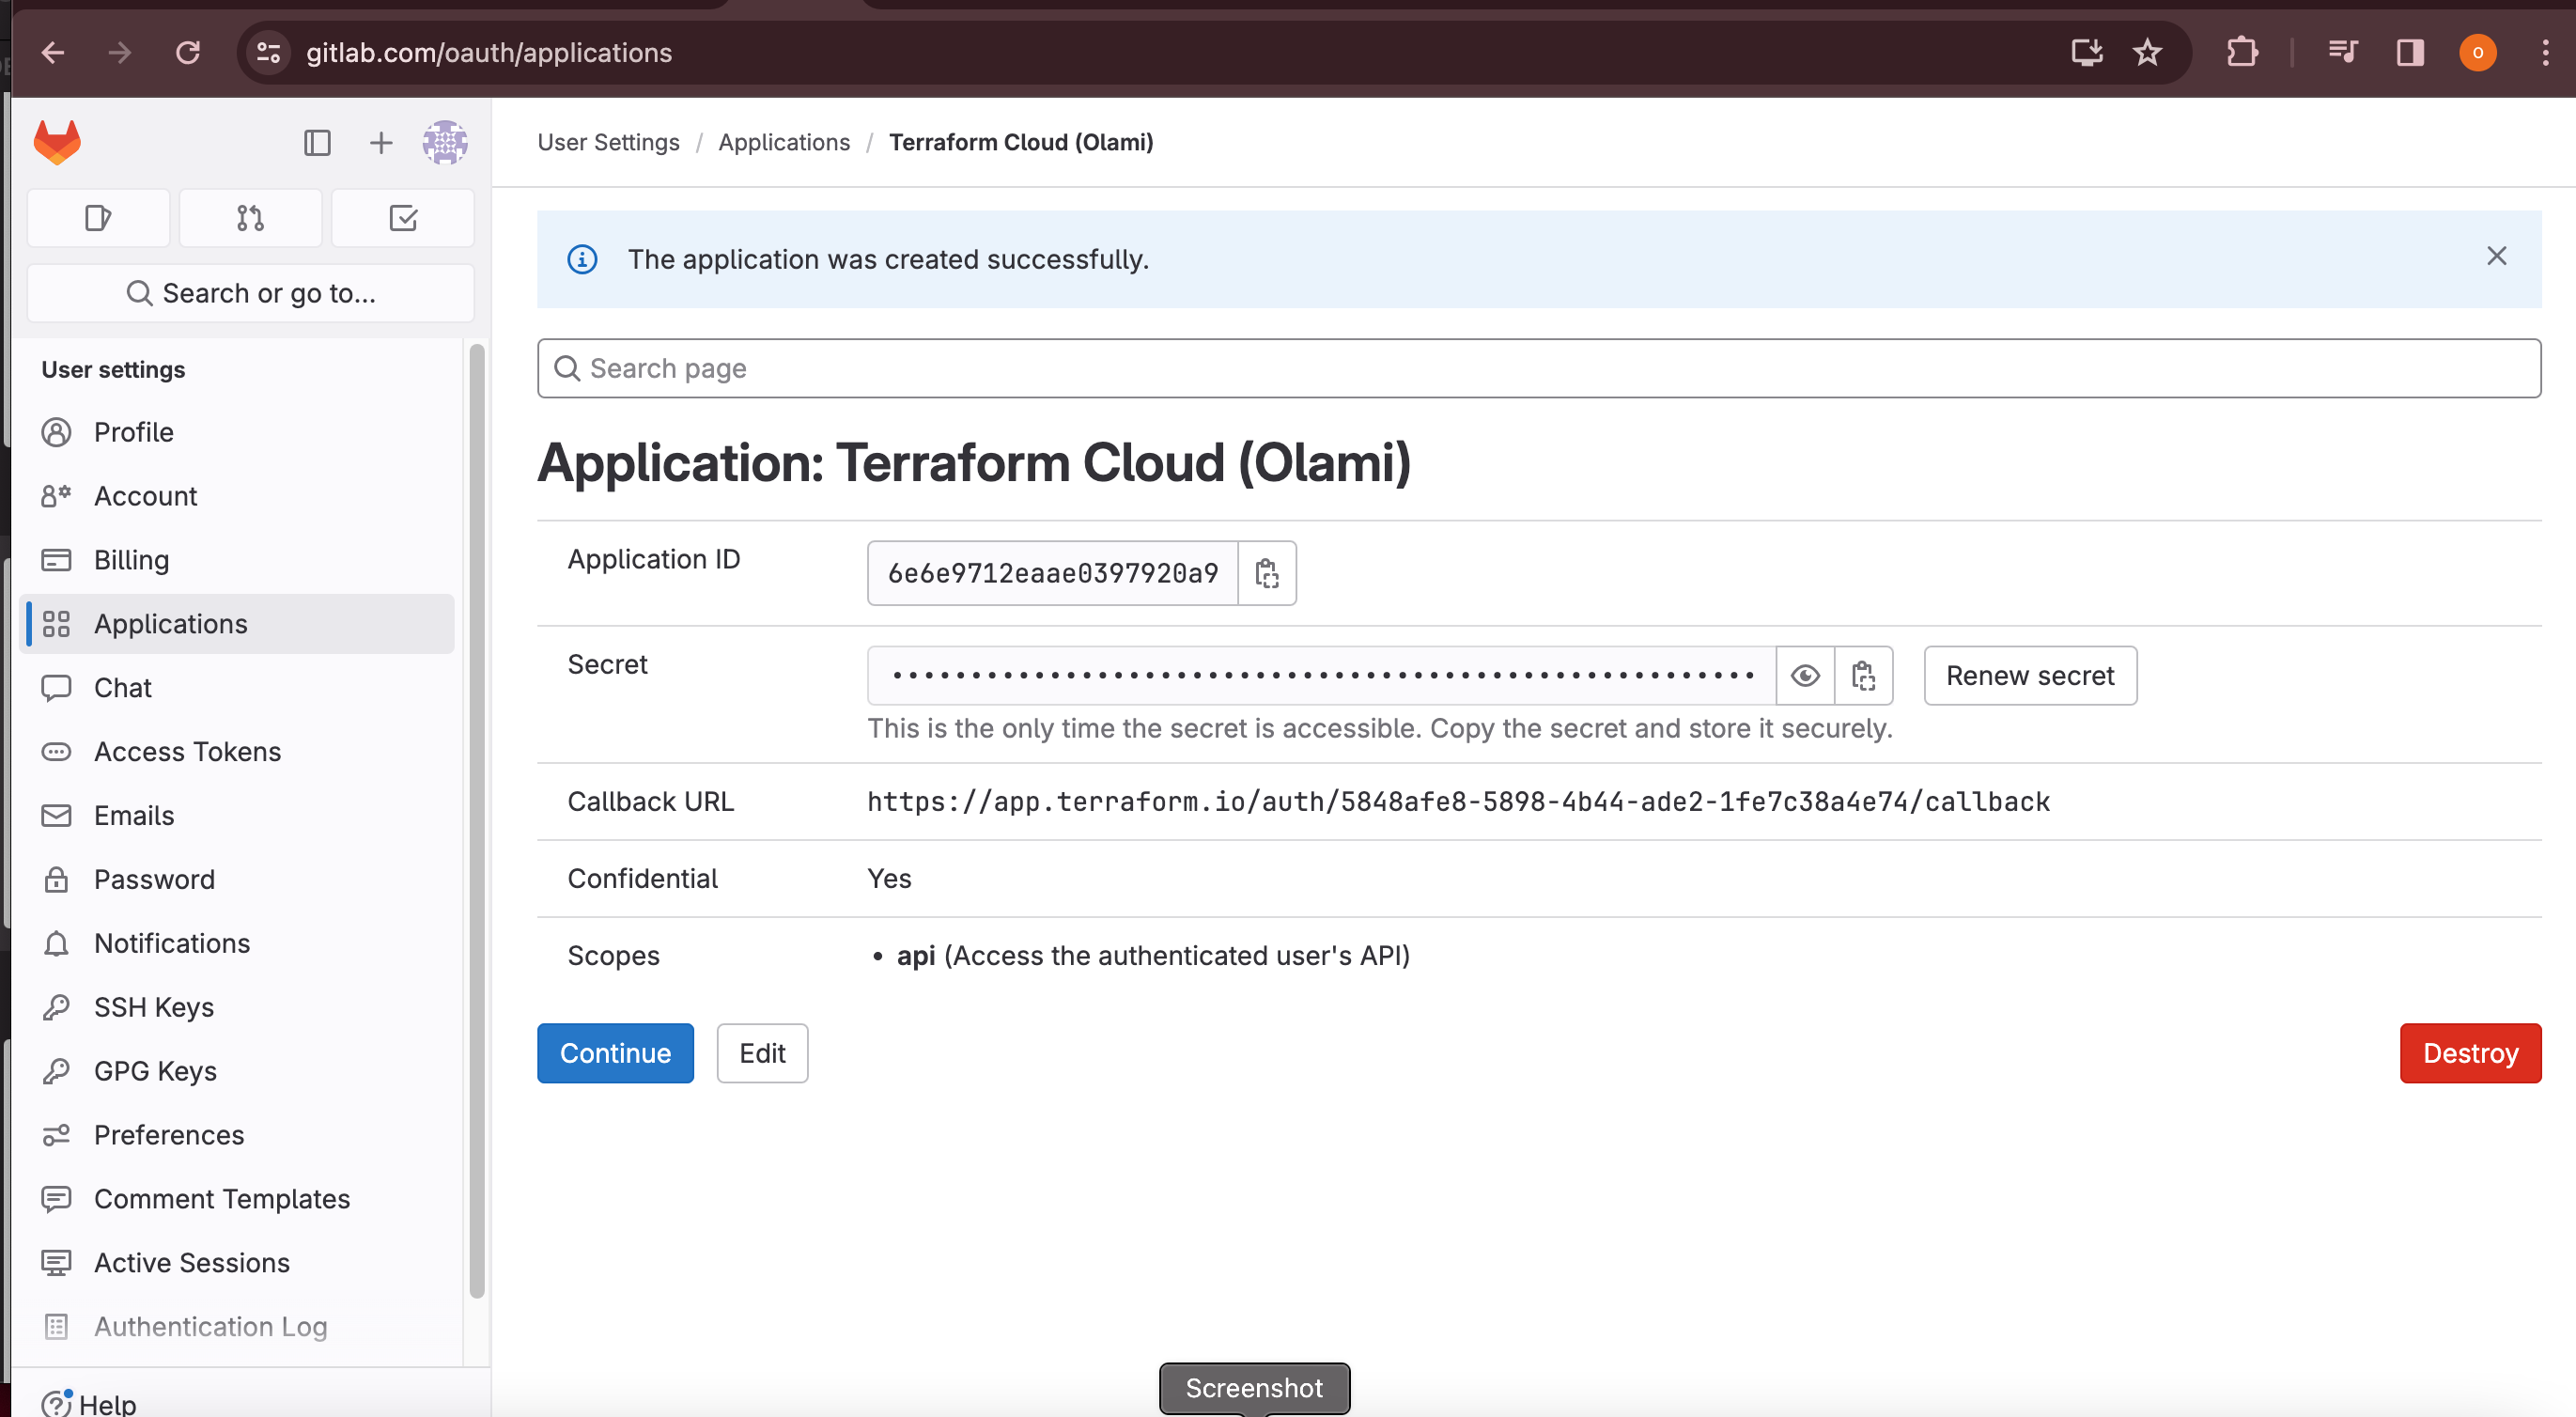 gitlab.com/oauth/applications
o
User Settings / Applications / Terraform Cloud (Olami)
The application was created successfully.
Search or go to...
Search page
User settings
Profile
Account
Billing
Applications
Chat
Access Tokens
Emails
Password
Notifications
SSH Keys
GPG Keys
Preferences
Comment Templates
Active Sessions
Authentication Log
Help
Application: Terraform Cloud (Olami)
Application ID 6e6e9712eaae0397920a9
Secret Renew secret
This is the only time the secret is accessible. Copy the secret and store it securely.
Callback URL https://app.terraform.io/auth/5848afe8-5898-4b44-ade2-1fe7c38a4e74/callback
Confidential Yes
Scopes • api (Access the authenticated user's API)
Continue Edit Destroy
Screenshot